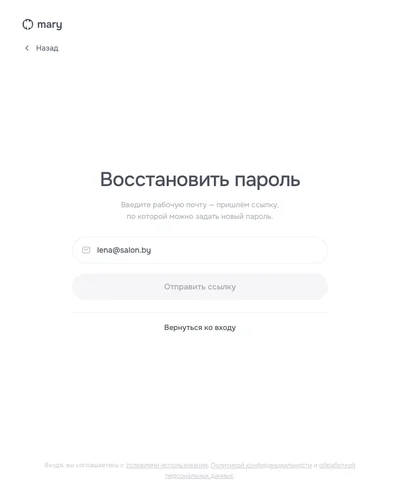 mary
Назад
Восстановить пароль
Введите рабочую почту — пришлём ссылку,
по которой можно задать новый пароль.
lena@salon.by
Отправить ссылку
Вернуться ко входу
Входя, вы соглашаетесь с Условиями использования, Политикой конфиденциальности и обработкой
персональных данных.